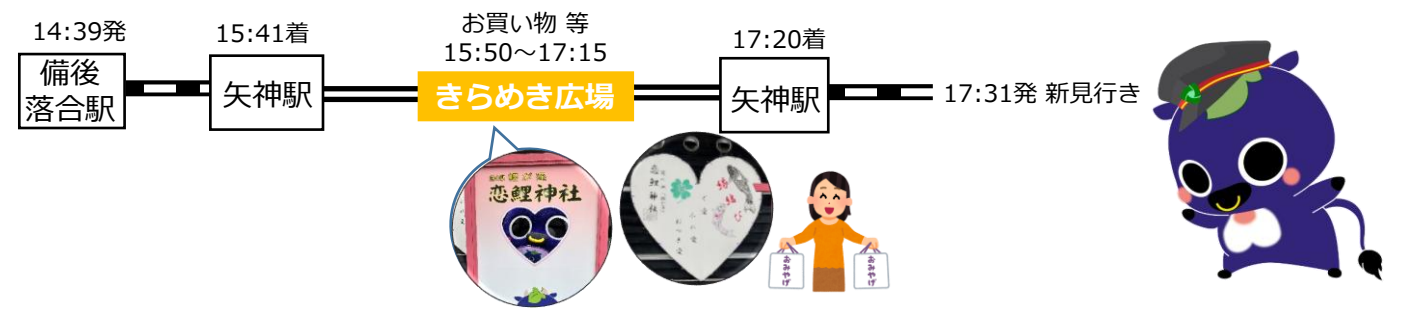 14:39発
備後
落合駅
15:41着
矢神駅
お買い物 等
15:50～17:15
きらめき広場
17:20着
矢神駅
17:31発 新見行き
恋鯉神社
恋鯉神社
縁結び
おみやげ
おみやげ